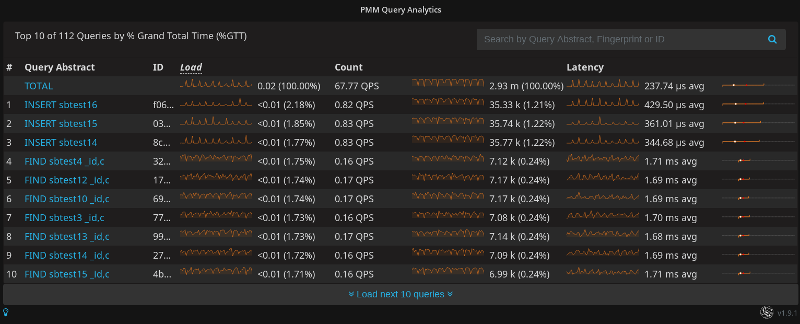 PMM Query Analytics
Top 10 of 112 Queries by % Grand Total Time (%GTT)
Search by Query Abstract, Fingerprint or ID
# Query Abstract ID Load Count Latency
TOTAL 0.02 (100.00%) 67.77 QPS 2.93 m (100.00%) 237.74 µs avg
1 INSERT sbtest16 f06... <0.01 (2.18%) 0.82 QPS 35.33 k (1.21%) 429.50 µs avg
2 INSERT sbtest15 03... <0.01 (1.85%) 0.83 QPS 35.74 k (1.22%) 361.01 µs avg
3 INSERT sbtest14 8c... <0.01 (1.77%) 0.83 QPS 35.77 k (1.22%) 344.68 µs avg
4 FIND sbtest4 _id,c 32... <0.01 (1.75%) 0.16 QPS 7.12 k (0.24%) 1.71 ms avg
5 FIND sbtest12 _id,c 17... <0.01 (1.74%) 0.17 QPS 7.17 k (0.24%) 1.69 ms avg
6 FIND sbtest10 _id,c 69... <0.01 (1.74%) 0.17 QPS 7.17 k (0.24%) 1.69 ms avg
7 FIND sbtest3 _id,c 77... <0.01 (1.73%) 0.16 QPS 7.08 k (0.24%) 1.70 ms avg
8 FIND sbtest13 _id,c 99... <0.01 (1.73%) 0.17 QPS 7.14 k (0.24%) 1.68 ms avg
9 FIND sbtest14 _id,c 27... <0.01 (1.72%) 0.16 QPS 7.09 k (0.24%) 1.69 ms avg
10 FIND sbtest15 _id,c 4b... <0.01 (1.71%) 0.16 QPS 6.99 k (0.24%) 1.71 ms avg
Load next 10 queries
v1.9.1